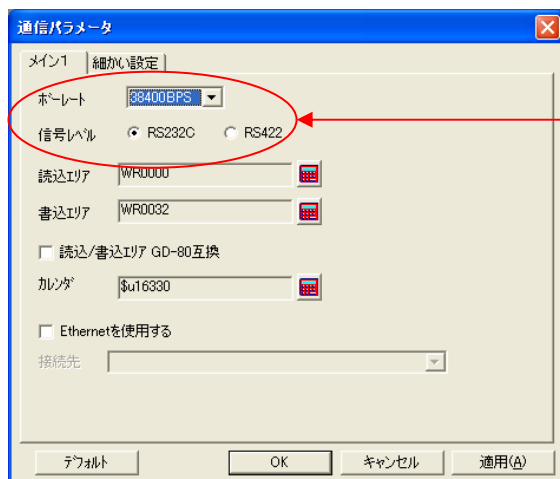 通信パラメータ
メイン1 細かい設定
ボーレート 38400BPS
信号レベル RS232C RS422
読込エリア WR0000
書込エリア WR0032
読込/書込エリア GD-80互換
カレンダ $u16330
Ethernetを使用する
接続先
デフォルト OK キャンセル 適用(A)